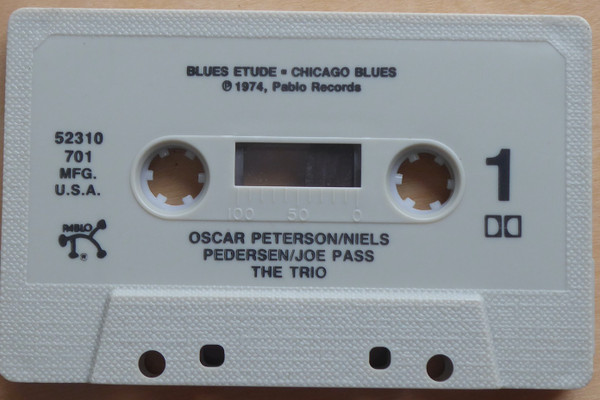 BLUES ETUDE ▪ CHICAGO BLUES
℗ 1974, Pablo Records
52310
701
MFG.
U.S.A.
1
PABLO
®
100 50 0
OSCAR PETERSON/NIELS
PEDERSEN/JOE PASS
THE TRIO